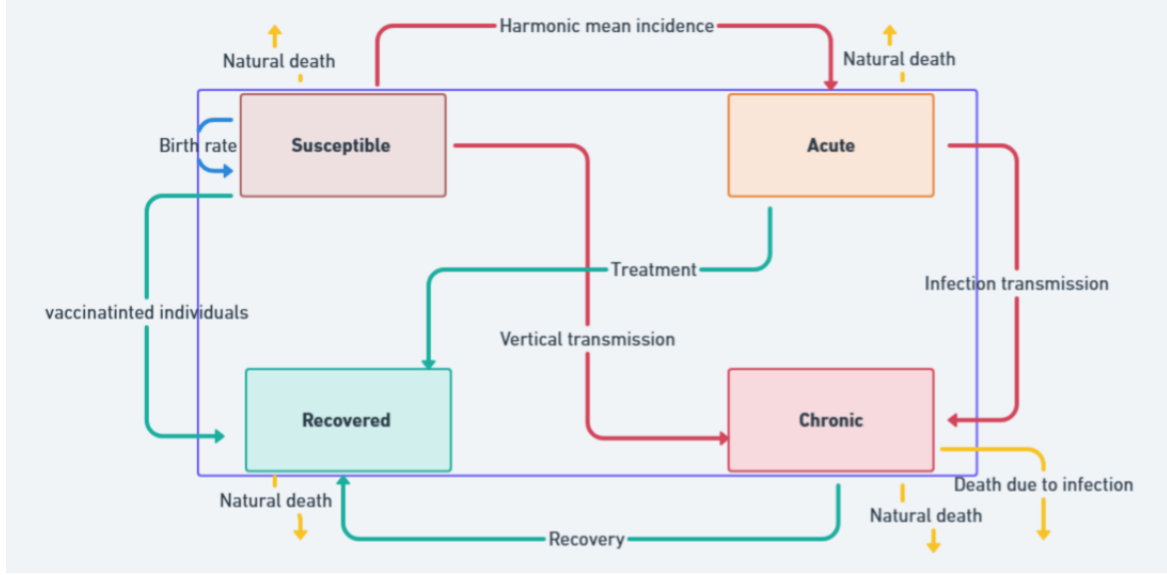 Harmonic mean incidence
Natural death
Natural death
Birth rate
Susceptible
Acute
Treatment
Infection transmission
vaccinatinted individuals
Vertical transmission
Recovered
Chronic
Natural death
Death due to infection
Natural death
Recovery